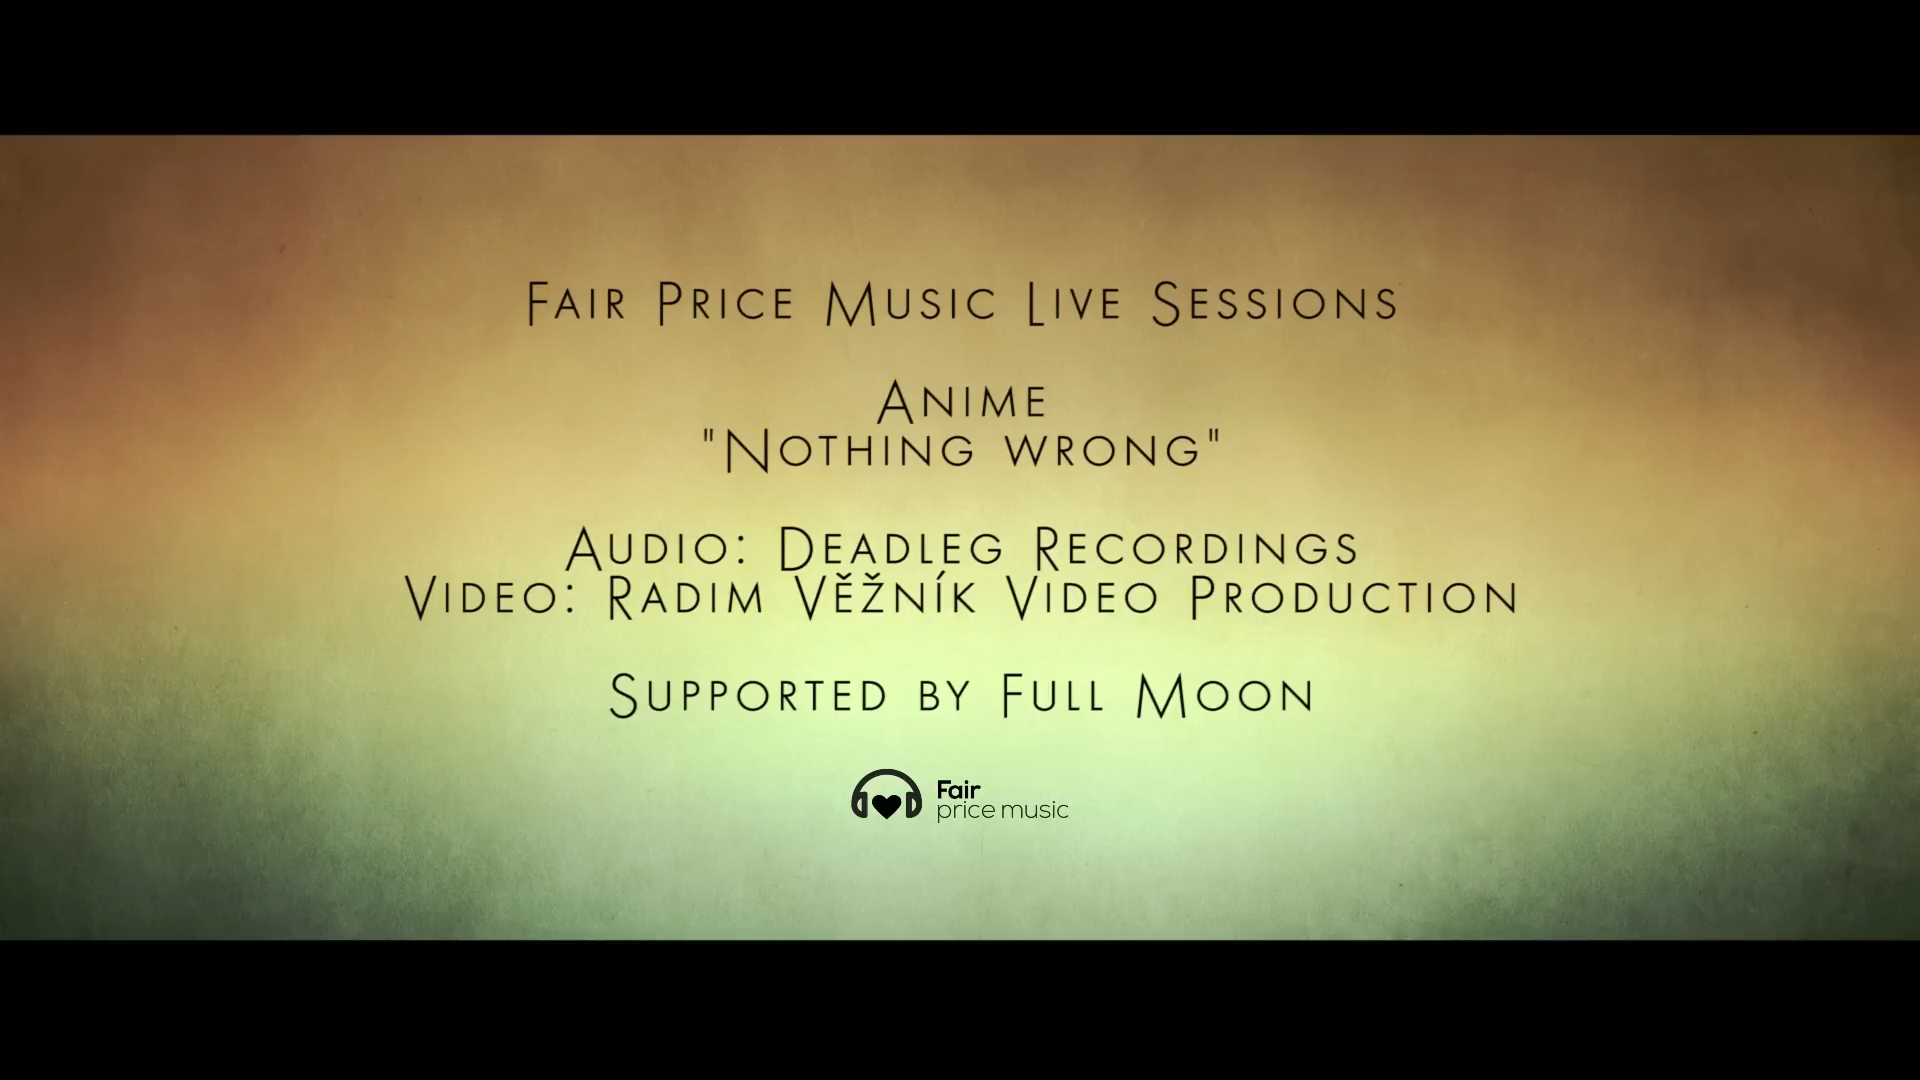 Fair Price Music Live Sessions
Anime
"Nothing wrong"
Audio: Deadleg Recordings
Video: Radim Věžník Video Production
Supported by Full Moon
Fair
price music